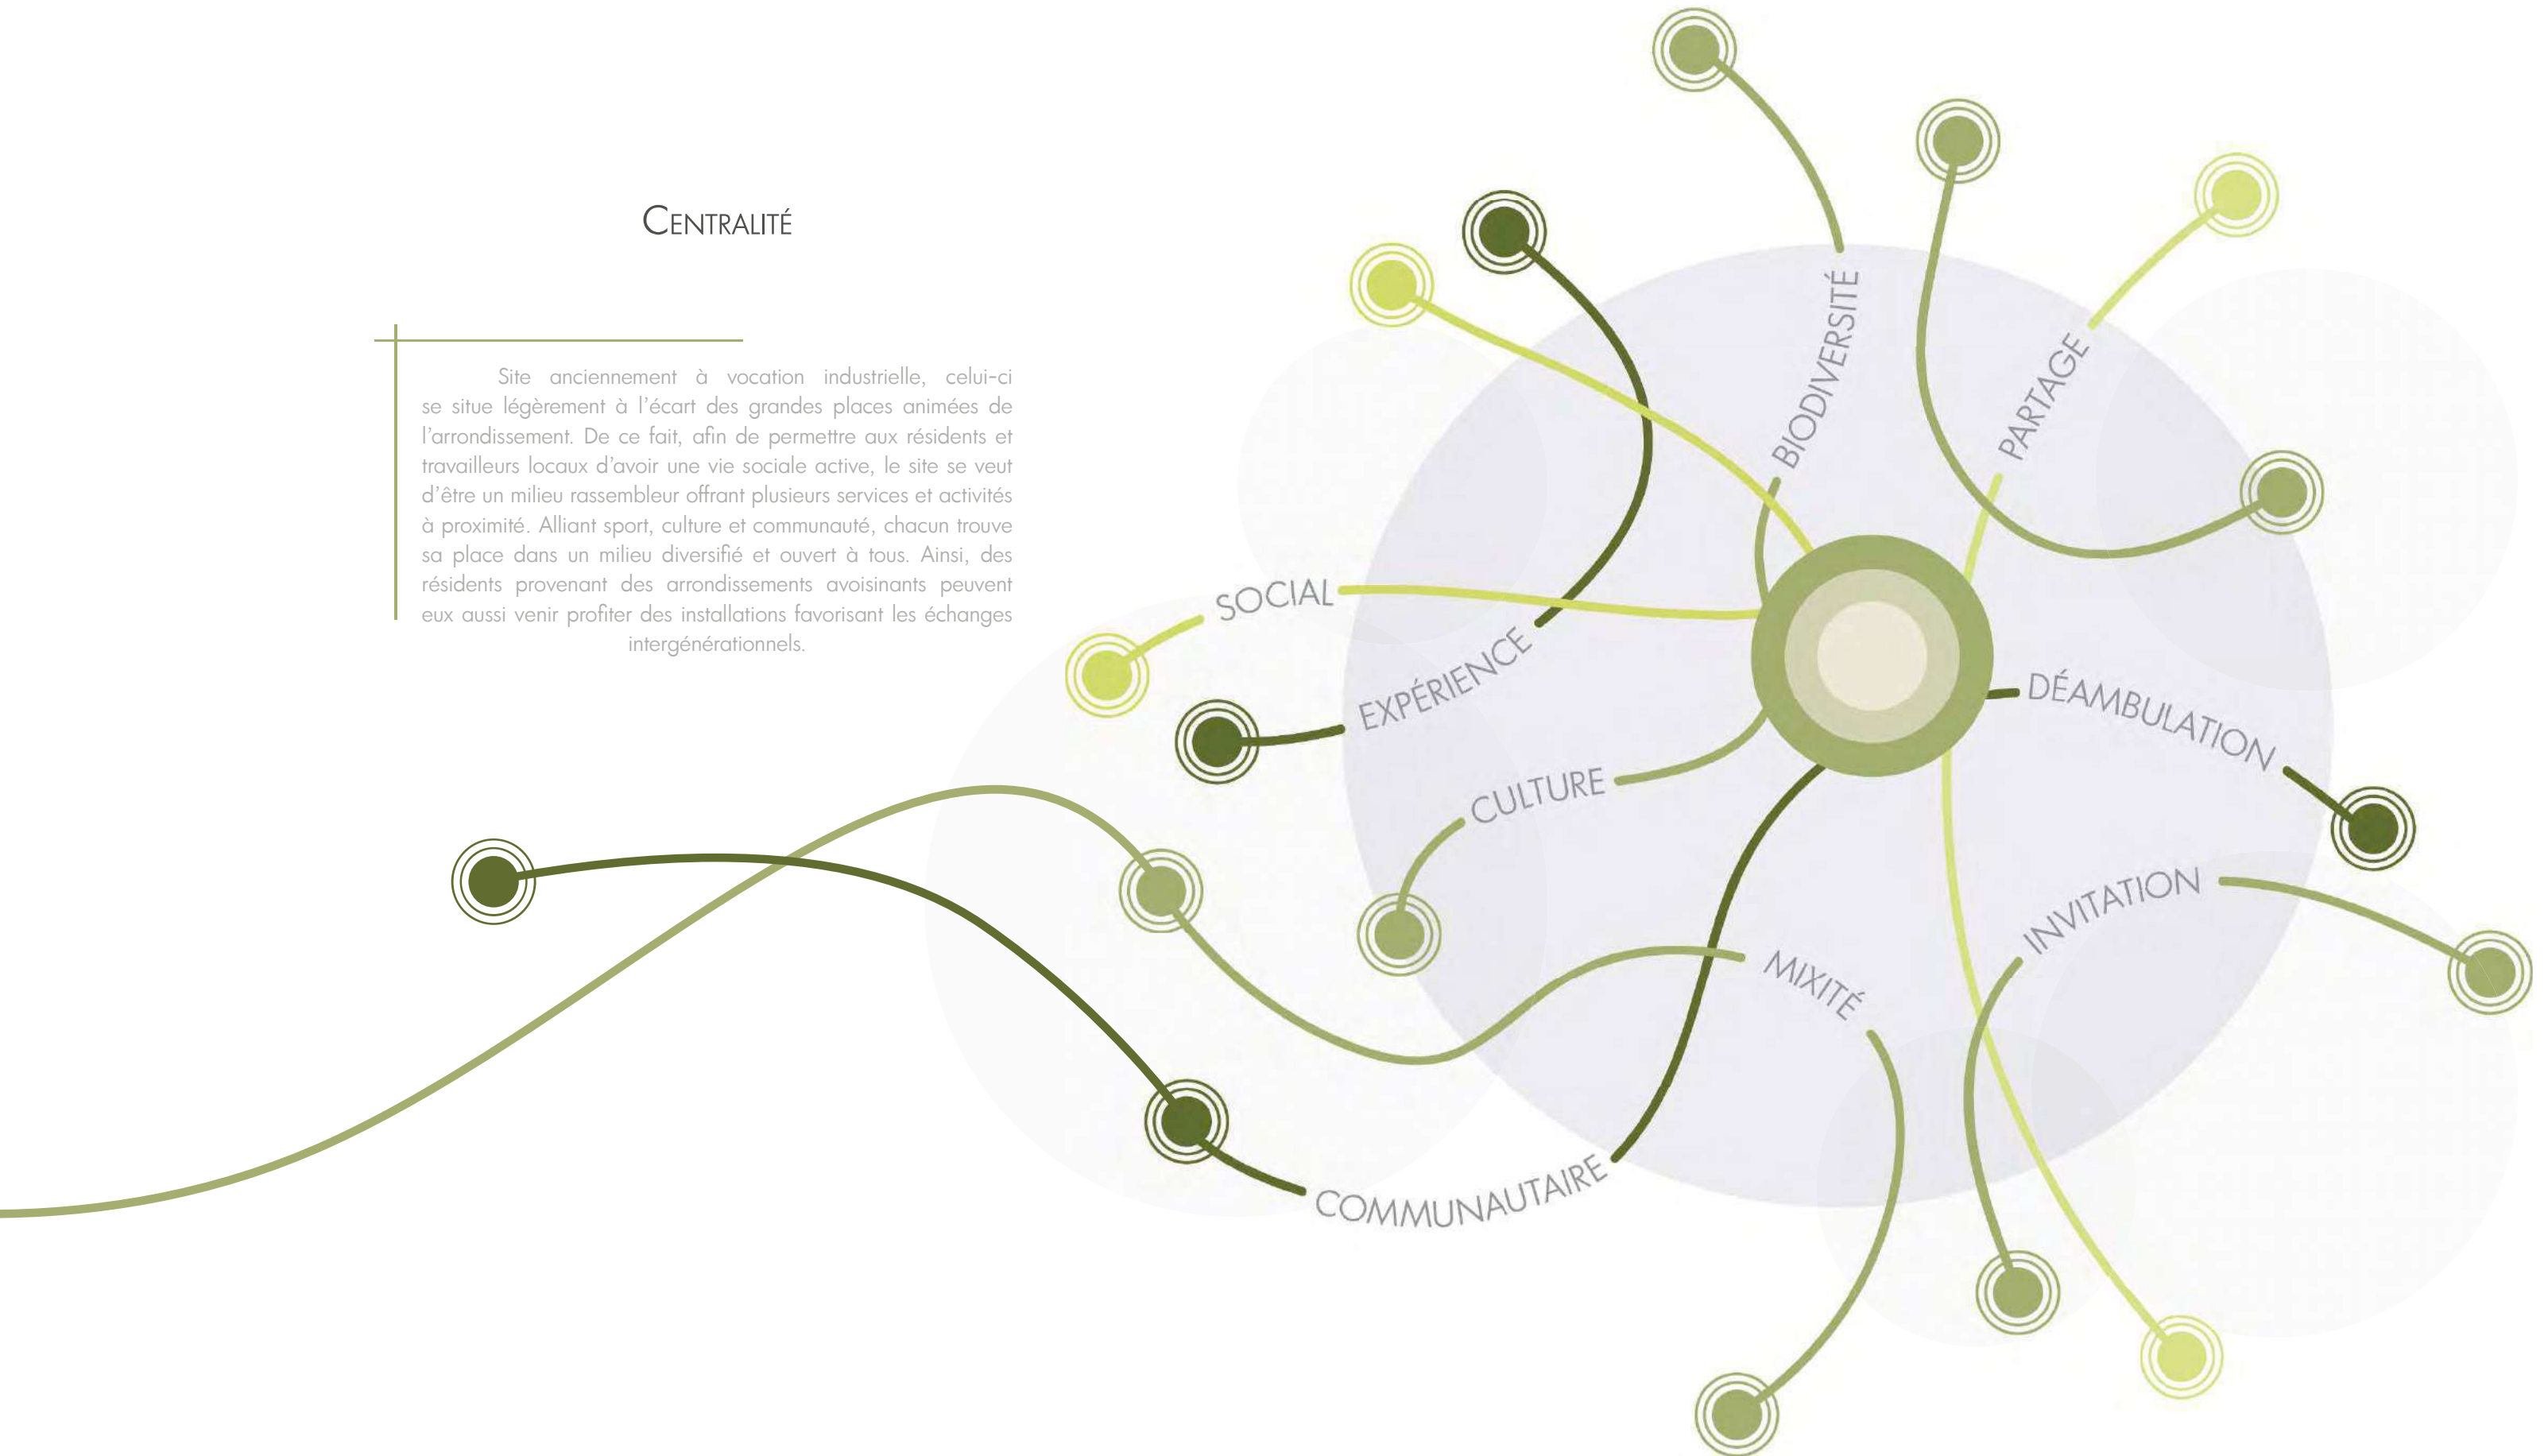 CENTRALITÉ
Site anciennement à vocation industrielle, celui-ci
se situe légèrement à l'écart des grandes places animées de
l'arrondissement. De ce fait, afin de permettre aux résidents et
travailleurs locaux d'avoir une vie sociale active, le site se veut
d'être un milieu rassembleur offrant plusieurs services et activités
à proximité. Alliant sport, culture et communauté, chacun trouve
sa place dans un milieu diversifié et ouvert à tous. Ainsi, des
résidents provenant des arrondissements avoisinants peuvent
eux aussi venir profiter des installations favorisant les échanges
intergénérationnels.
BIODIVERSITÉ
PARTAGE
SOCIAL
EXPÉRIENCE
DÉAMBULATION
CULTURE
INVITATION
MIXITÉ
COMMUNAUTAIRE